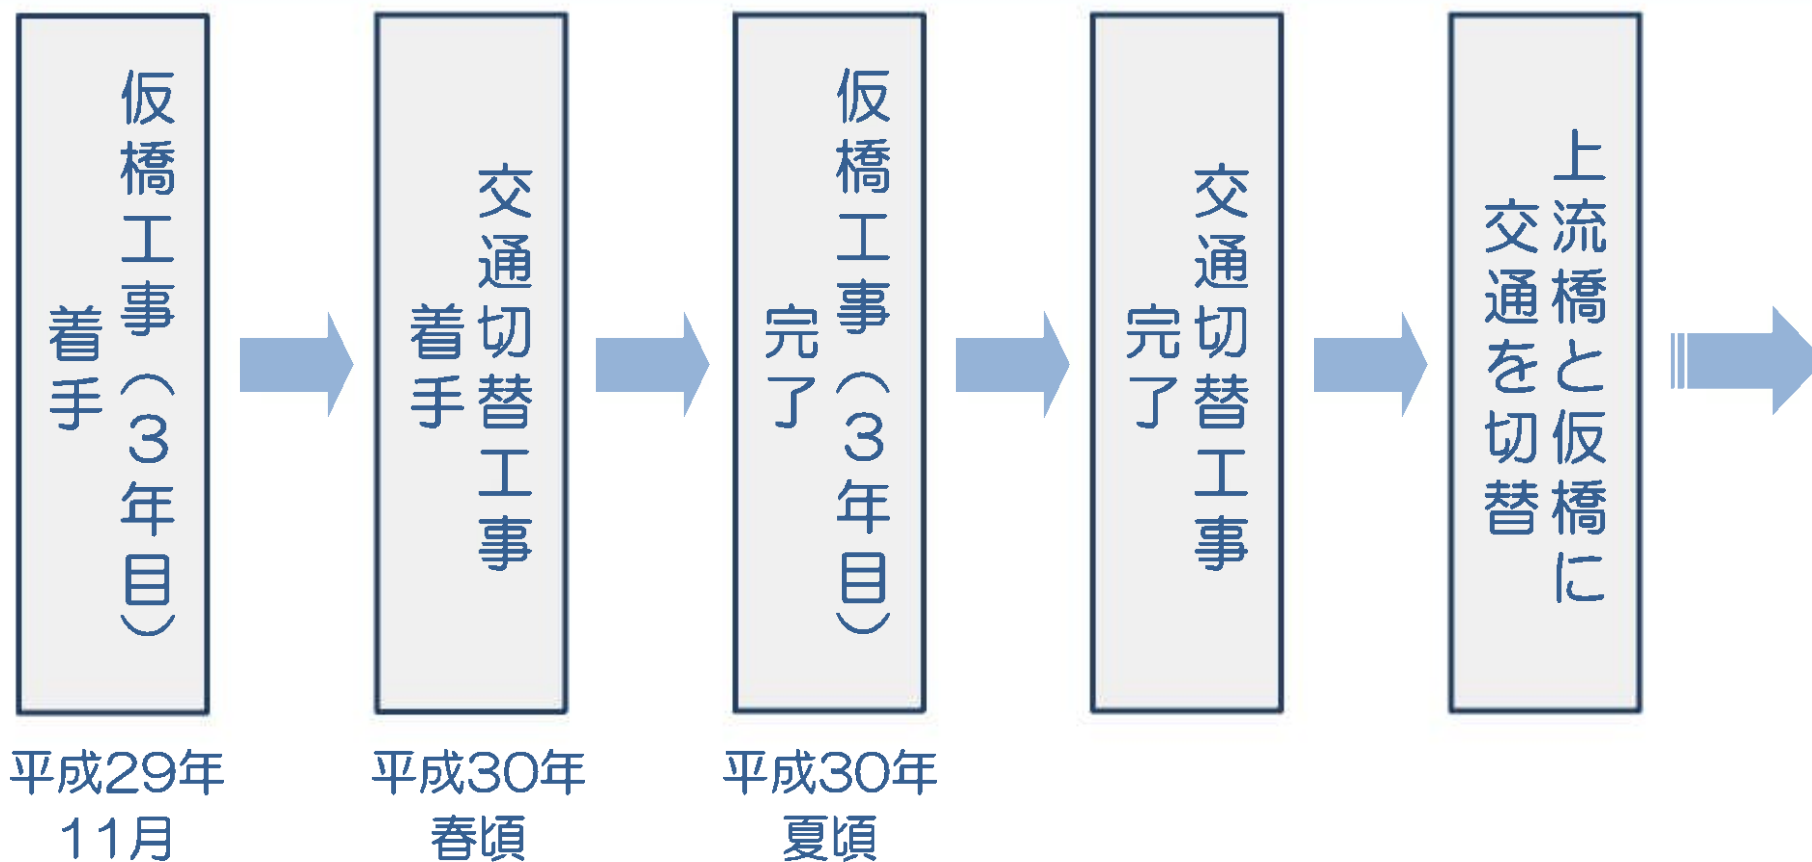 仮橋工事（３年目）
着手
平成29年
11月
交通切替工事
着手
平成30年
春頃
仮橋工事（３年目）
完了
平成30年
夏頃
交通切替工事
完了
上流橋と仮橋に
交通を切替